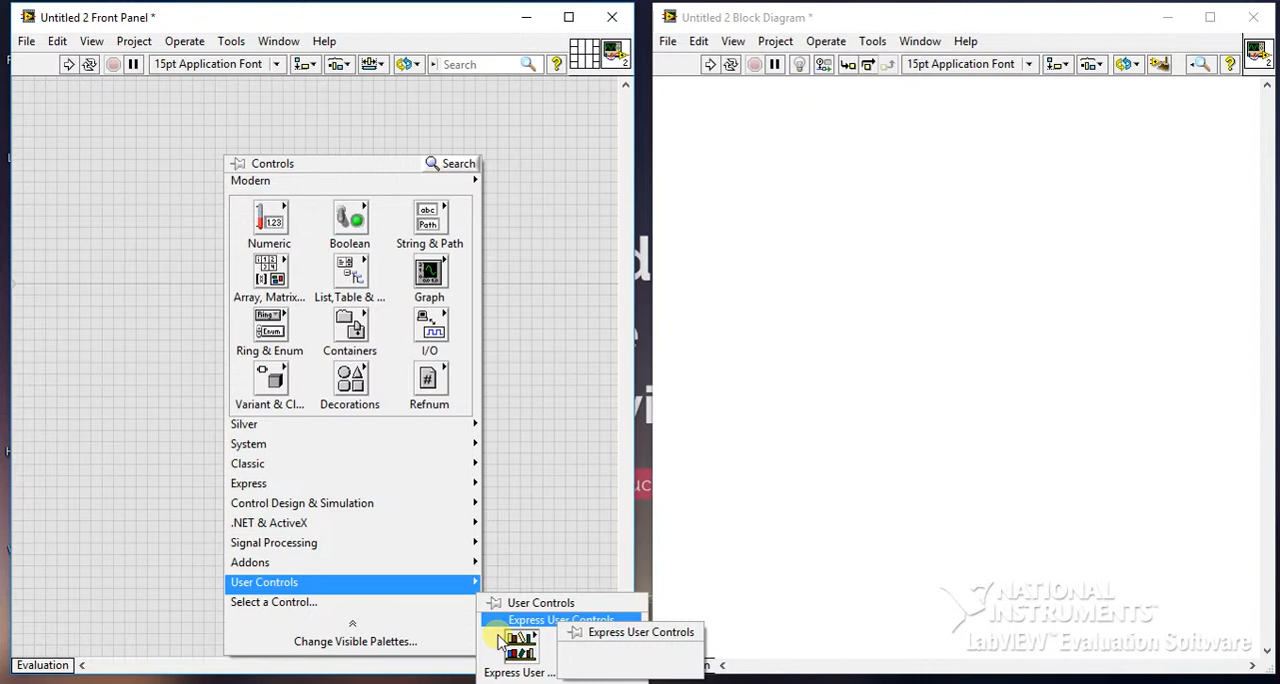 Untitled 2 Front Panel *
File Edit View Project Operate Tools Window Help
15pt Application Font
Search
?
2
Controls
Search
Modern
Numeric
Boolean
String & Path
Array, Matrix...
List,Table & ...
Graph
Ring & Enum
Containers
I/O
Variant & Cl...
Decorations
Refnum
Silver
System
Classic
Express
Control Design & Simulation
.NET & ActiveX
Signal Processing
Addons
User Controls
Select a Control...
Change Visible Palettes...
User Controls
Express User Controls
Express User ...
Express User Controls
Evaluation
Untitled 2 Block Diagram *
File Edit View Project Operate Tools Window Help
15pt Application Font
?
2
NATIONAL
INSTRUMENTS
LabVIEW™ Evaluation Software